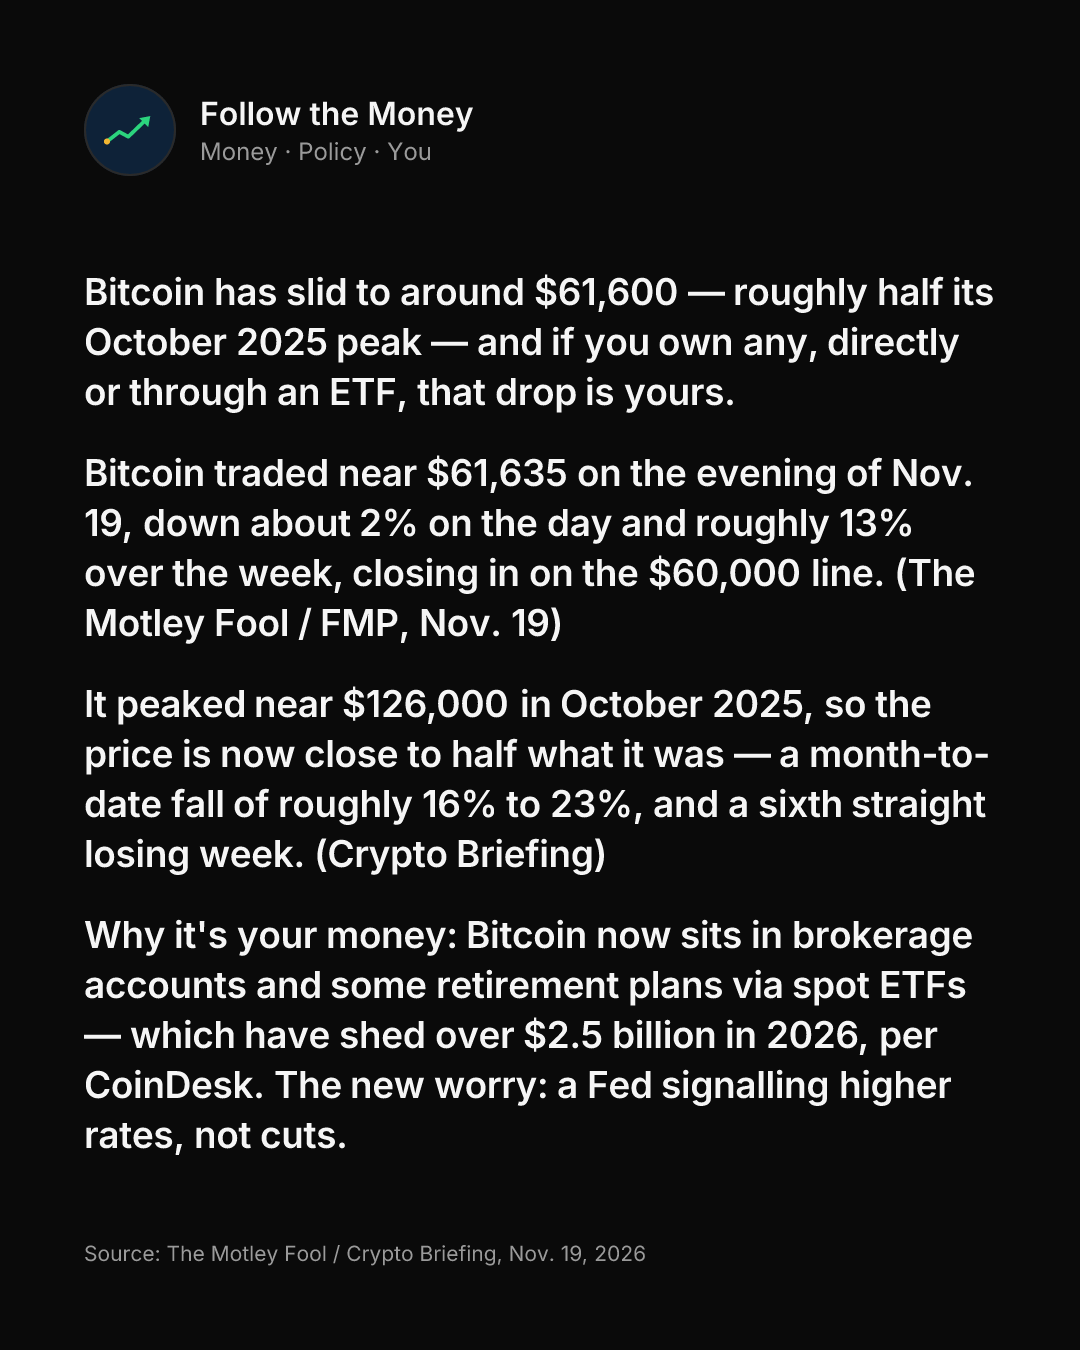 Follow the Money
Money · Policy · You
Bitcoin has slid to around $61,600 — roughly half its
October 2025 peak — and if you own any, directly
or through an ETF, that drop is yours.
Bitcoin traded near $61,635 on the evening of Nov.
19, down about 2% on the day and roughly 13%
over the week, closing in on the $60,000 line. (The
Motley Fool / FMP, Nov. 19)
It peaked near $126,000 in October 2025, so the
price is now close to half what it was — a month-to-
date fall of roughly 16% to 23%, and a sixth straight
losing week. (Crypto Briefing)
Why it's your money: Bitcoin now sits in brokerage
accounts and some retirement plans via spot ETFs
— which have shed over $2.5 billion in 2026, per
CoinDesk. The new worry: a Fed signalling higher
rates, not cuts.
Source: The Motley Fool / Crypto Briefing, Nov. 19, 2026